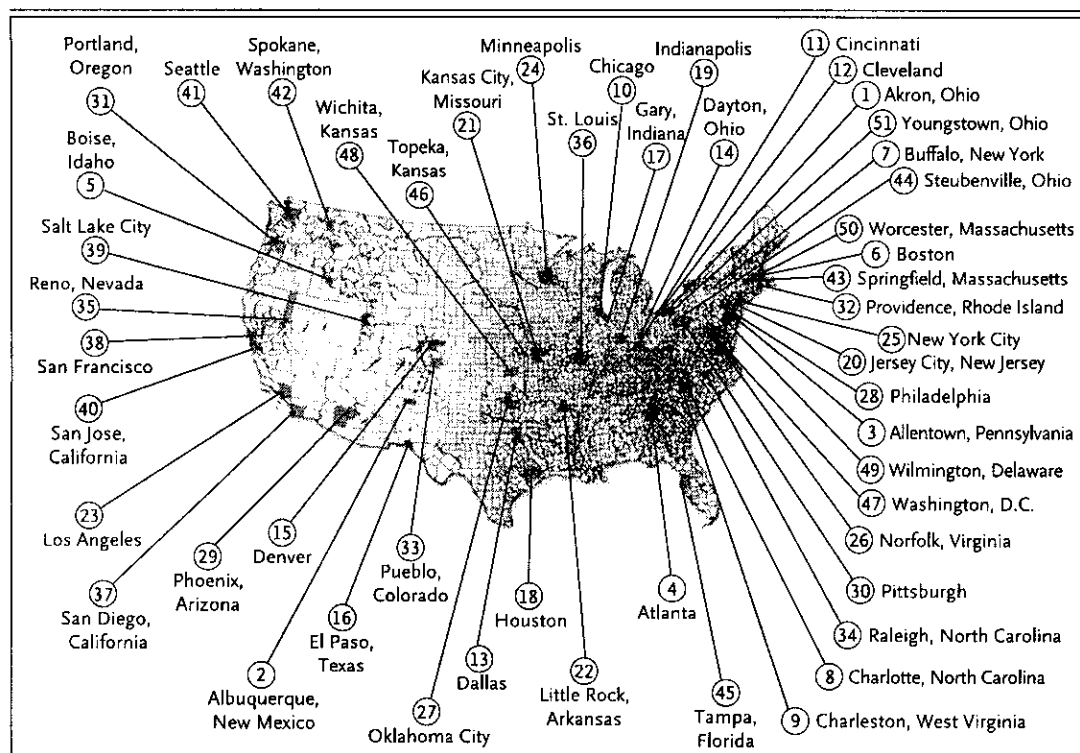 Portland,
Oregon
31
Seattle
41
Spokane,
Washington
42
Boise,
Idaho
5
Salt Lake City
39
Reno, Nevada
35
38
San Francisco
40
San Jose,
California
23
Los Angeles
37
San Diego,
California
Wichita,
Kansas
48
Topeka,
Kansas
46
Kansas City,
Missouri
21
Minneapolis
24
St. Louis
36
Chicago
10
Gary,
Indiana
17
Indianapolis
19
Dayton,
Ohio
14
11 Cincinnati
12 Cleveland
1 Akron, Ohio
51 Youngstown, Ohio
7 Buffalo, New York
44 Steubenville, Ohio
50 Worcester, Massachusetts
6 Boston
43 Springfield, Massachusetts
32 Providence, Rhode Island
25 New York City
20 Jersey City, New Jersey
28 Philadelphia
3 Allentown, Pennsylvania
49 Wilmington, Delaware
47 Washington, D.C.
26 Norfolk, Virginia
30 Pittsburgh
34 Raleigh, North Carolina
8 Charlotte, North Carolina
9 Charleston, West Virginia
29
Phoenix,
Arizona
15
Denver
2
Albuquerque,
New Mexico
16
El Paso,
Texas
33
Pueblo,
Colorado
27
Oklahoma City
13
Dallas
18
Houston
22
Little Rock,
Arkansas
4
Atlanta
45
Tampa,
Florida